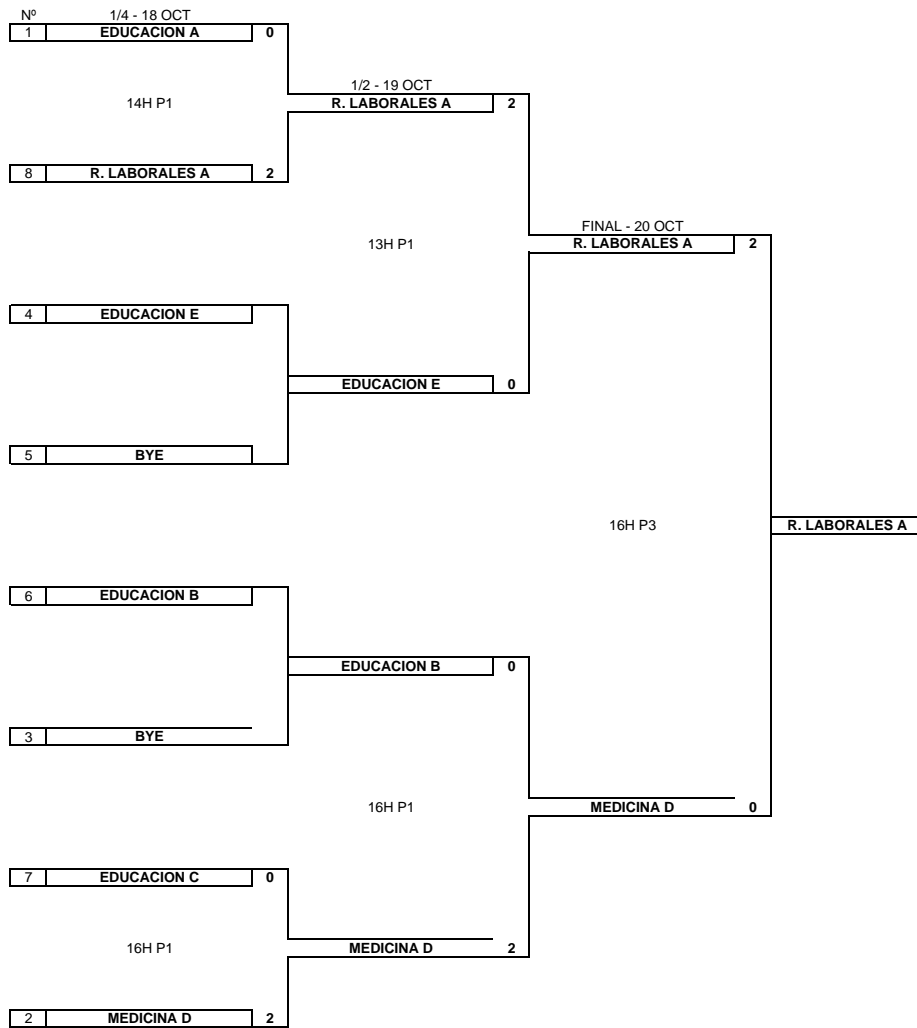 Nº 1/4 - 18 OCT
1 EDUCACION A 0
1/2 - 19 OCT
14H P1 R. LABORALES A 2
8 R. LABORALES A 2
FINAL - 20 OCT
13H P1 R. LABORALES A 2
4 EDUCACION E
EDUCACION E 0
5 BYE
16H P3 R. LABORALES A
6 EDUCACION B
EDUCACION B 0
3 BYE
16H P1 MEDICINA D 0
7 EDUCACION C 0
16H P1 MEDICINA D 2
2 MEDICINA D 2